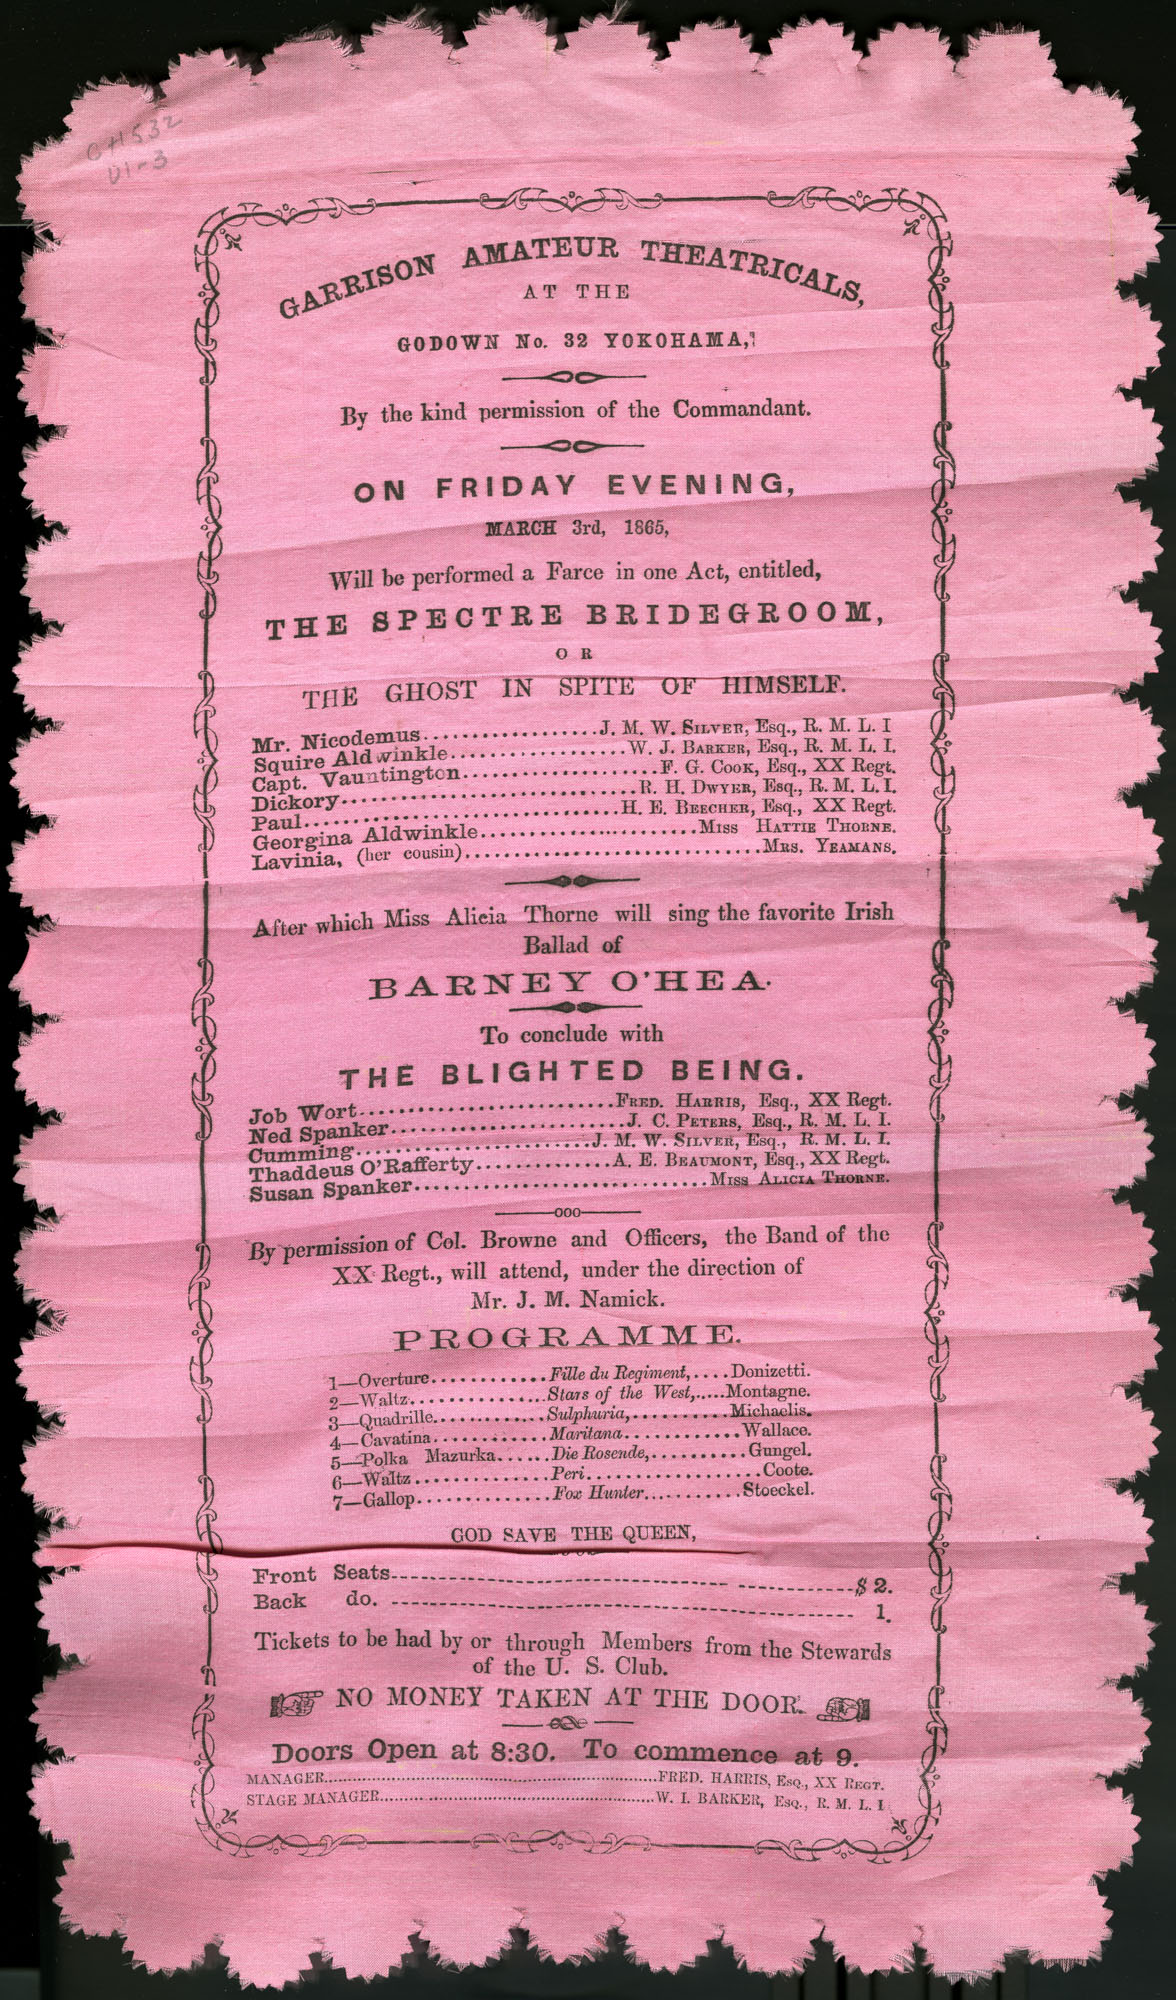 GH532
V1-3
GARRISON AMATEUR THEATRICALS,
AT THE
GODOWN No. 32 YOKOHAMA,
By the kind permission of the Commandant.
ON FRIDAY EVENING,
MARCH 3rd, 1865,
Will be performed a Farce in one Act, entitled,
THE SPECTRE BRIDEGROOM,
OR
THE GHOST IN SPITE OF HIMSELF.
Mr. Nicodemus..................J. M. W. SILVER, Esq., R. M. L. I
Squire Aldwinkle..................W. J. BARKER, Esq., R. M. L. I.
Capt. Vauntington....................F. G. COOK, Esq., XX Regt.
Dickory..............................R. H. DWYER, Esq., R. M. L. I.
Paul................................H. E. BEECHER, Esq., XX Regt.
Georgina Aldwinkle......................MISS HATTIE THORNE.
Lavinia, (her cousin)..............................MRS. YEAMANS.
After which Miss Alicia Thorne will sing the favorite Irish
Ballad of
BARNEY O'HEA.
To conclude with
THE BLIGHTED BEING.
Job Wort..........................FRED. HARRIS, Esq., XX Regt.
Ned Spanker........................J. C. PETERS, Esq., R. M. L. I.
Cumming........................J. M. W. SILVER, Esq., R. M. L. I.
Thaddeus O'Rafferty..............A. E. BEAUMONT, Esq., XX Regt.
Susan Spanker..............................MISS ALICIA THORNE.
——ooo——
By permission of Col. Browne and Officers, the Band of the
XX Regt., will attend, under the direction of
Mr. J. M. Namick.
PROGRAMME.
1—Overture............Fille du Regiment,....Donizetti.
2—Waltz..............Stars of the West,.....Montagne.
3—Quadrille............Sulphuria,..........Michaelis.
4—Cavatina............Maritana............Wallace.
5—Polka Mazurka......Die Rosende,..........Gungel.
6—Waltz..............Peri..................Coote.
7—Gallop..............Fox Hunter..........Stoeckel.
GOD SAVE THE QUEEN,
Front Seats------------------------------$2.
Back do. ------------------------------ 1.
Tickets to be had by or through Members from the Stewards
of the U. S. Club.
NO MONEY TAKEN AT THE DOOR.
Doors Open at 8:30. To commence at 9.
MANAGER..............................FRED. HARRIS, Esq., XX REGT.
STAGE MANAGER..............................W. I. BARKER, Esq., R. M. L. I